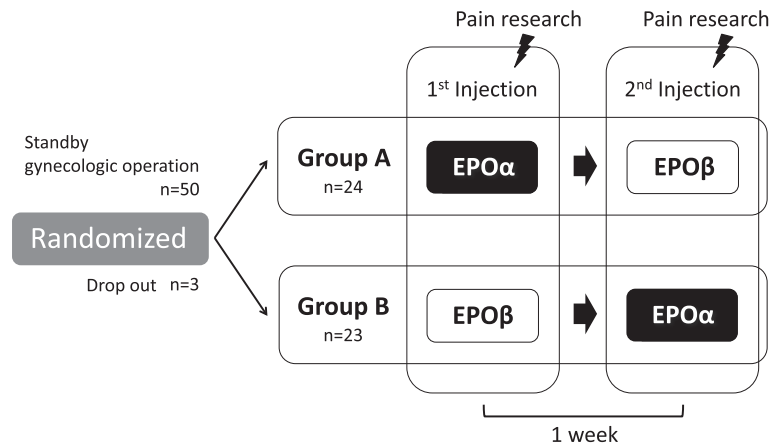 Pain research
Pain research
1st Injection
2nd Injection
Standby
gynecologic operation
n=50
Randomized
Drop out n=3
Group A
n=24
EPOα
EPOβ
Group B
n=23
EPOβ
EPOα
1 week